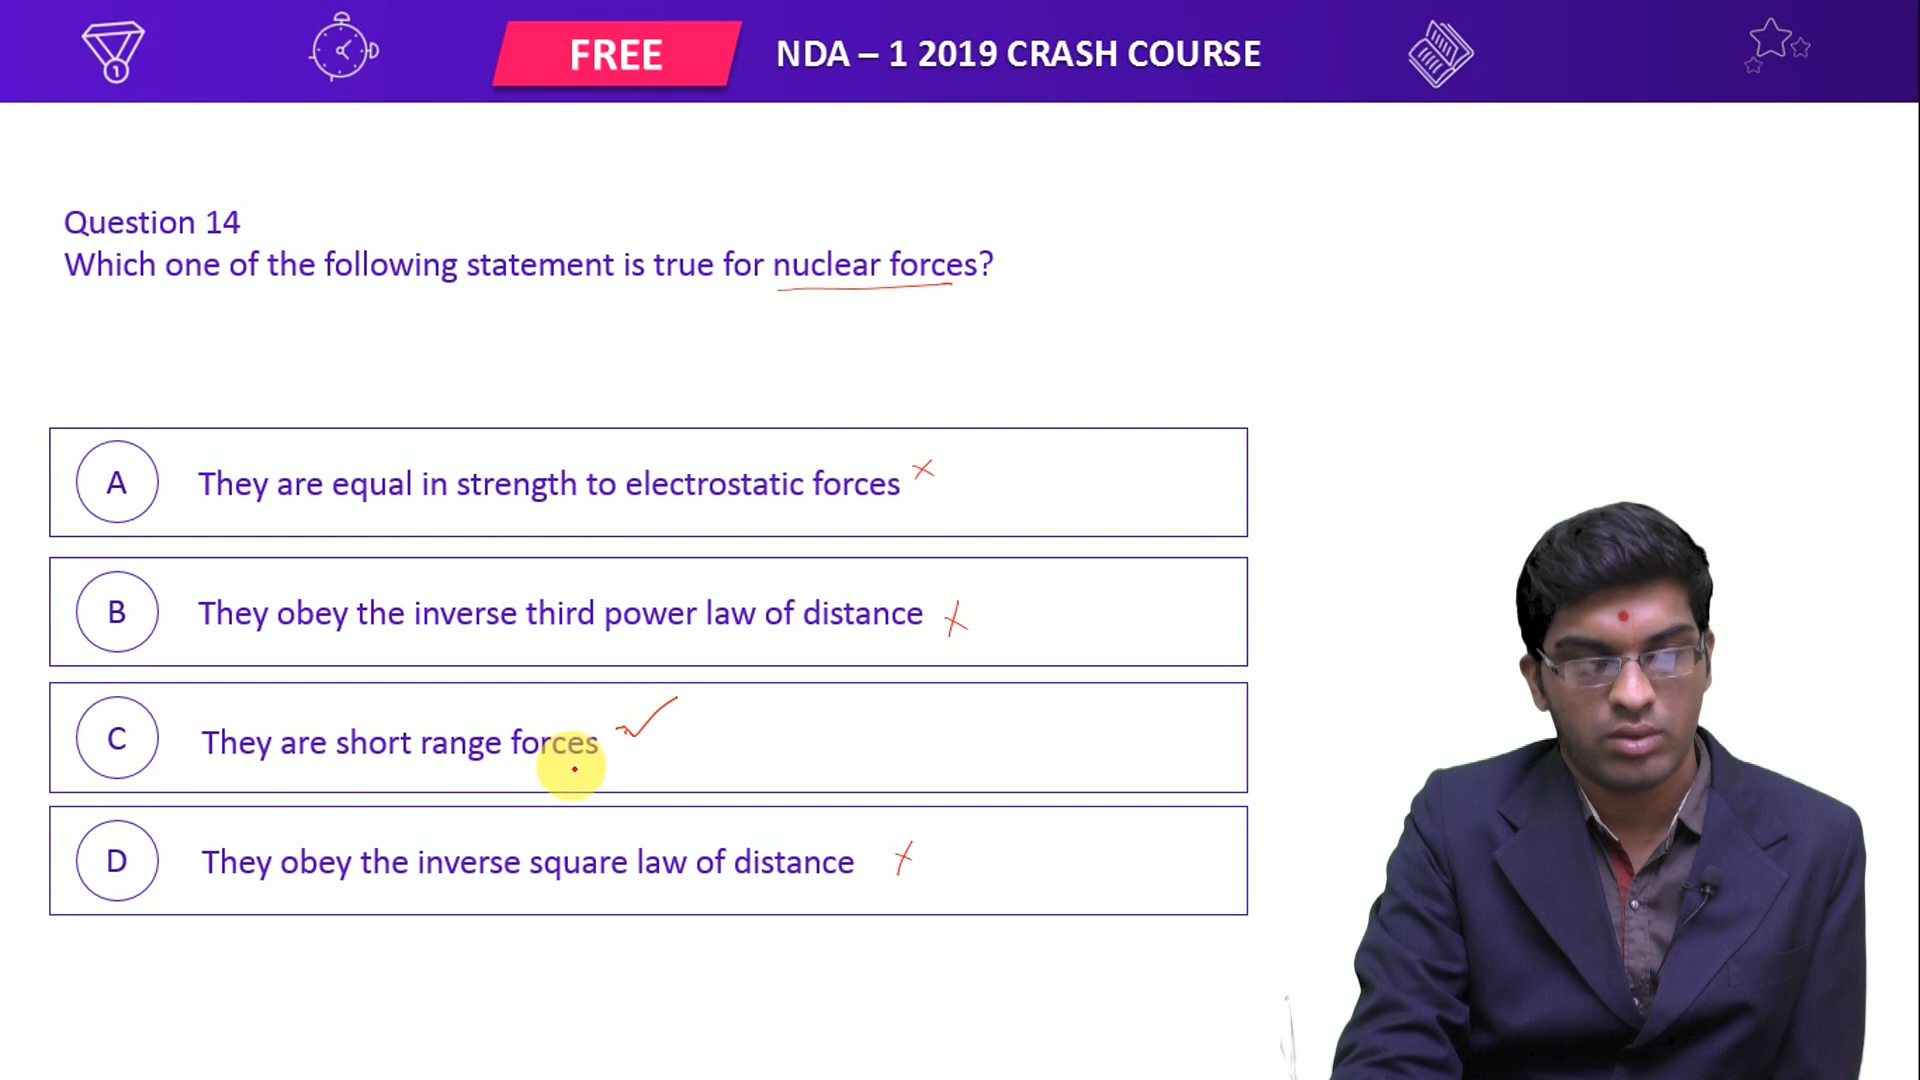 FREE NDA – 1 2019 CRASH COURSE
1
Question 14
Which one of the following statement is true for nuclear forces?
A They are equal in strength to electrostatic forces
B They obey the inverse third power law of distance
C They are short range forces
D They obey the inverse square law of distance